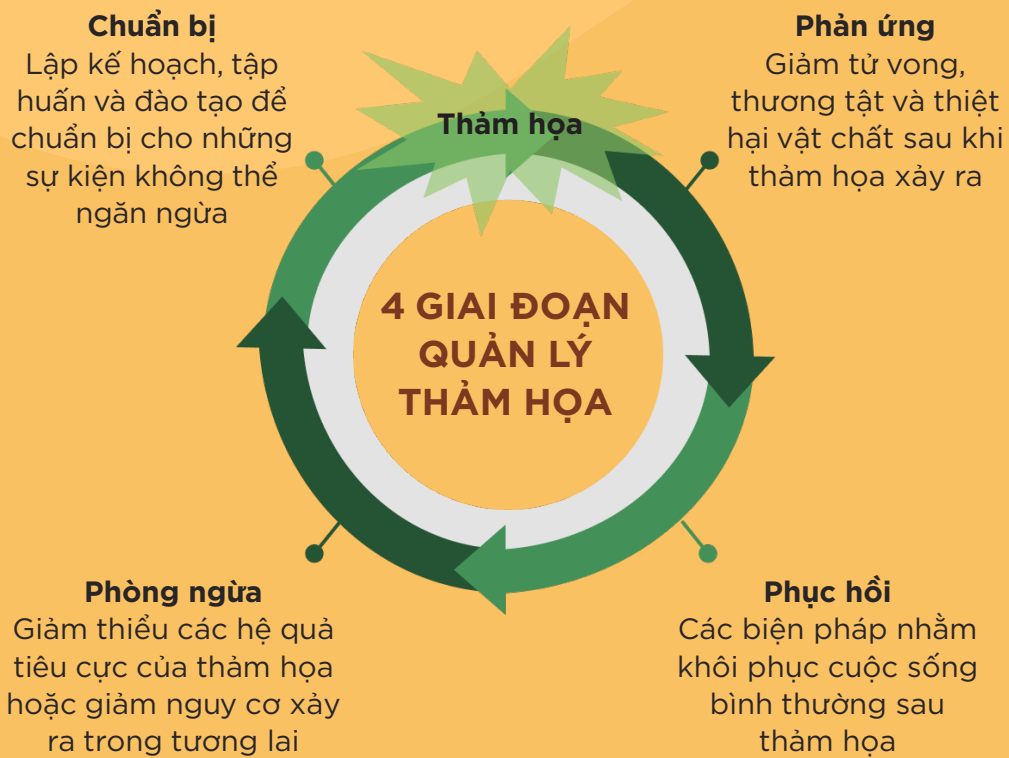 Chuẩn bị
Lập kế hoạch, tập
huấn và đào tạo để
chuẩn bị cho những
sự kiện không thể
ngăn ngừa
Thảm họa
Phản ứng
Giảm tử vong,
thương tật và thiệt
hại vật chất sau khi
thảm họa xảy ra
4 GIAI ĐOẠN
QUẢN LÝ
THẢM HỌA
Phòng ngừa
Giảm thiểu các hệ quả
tiêu cực của thảm họa
hoặc giảm nguy cơ xảy
ra trong tương lai
Phục hồi
Các biện pháp nhằm
khôi phục cuộc sống
bình thường sau
thảm họa